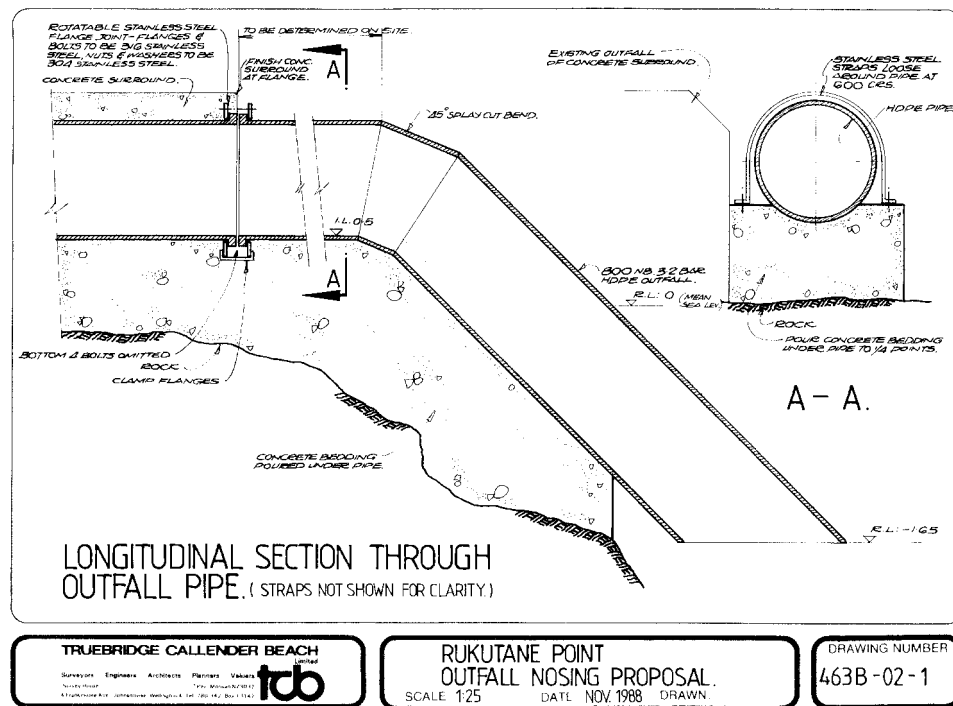 ROTATABLE STAINLESS STEEL
FLANGE JOINT-FLANGES &
BOLTS TO BE 316 STAINLESS
STEEL, NUTS & WASHERS TO BE
304 STAINLESS STEEL.
CONCRETE SURROUND.
TO BE DETERMINED ON SITE.
FINISH CONC.
SURROUND
AT FLANGE.
A
45° SPLAY CUT BEND.
EXISTING OUTFALL
OF CONCRETE SURROUND
STAINLESS STEEL
STRAPS LOOSE
AROUND PIPE AT
600 CRS.
HDPE PIPE
I.L. 0.5
A
800 NB 3.2 BAR
HDPE OUTFALL.
R.L: 0 (MEAN
SEA LEV.)
ROCK
POUR CONCRETE BEDDING
UNDER PIPE TO 1/4 POINTS.
BOTTOM 4 BOLTS OMITTED
ROCK
CLAMP FLANGES
A-A.
CONCRETE BEDDING
POURED UNDER PIPE.
R.L: -1.65
LONGITUDINAL SECTION THROUGH
OUTFALL PIPE. (STRAPS NOT SHOWN FOR CLARITY.)
TRUEBRIDGE CALLENDER BEACH
Limited
Surveyors Engineers Architects Planners Valuers
tcb
RUKUTANE POINT
OUTFALL NOSING PROPOSAL.
SCALE 1:25 DATE NOV. 1988 DRAWN.
DRAWING NUMBER
463B-02-1